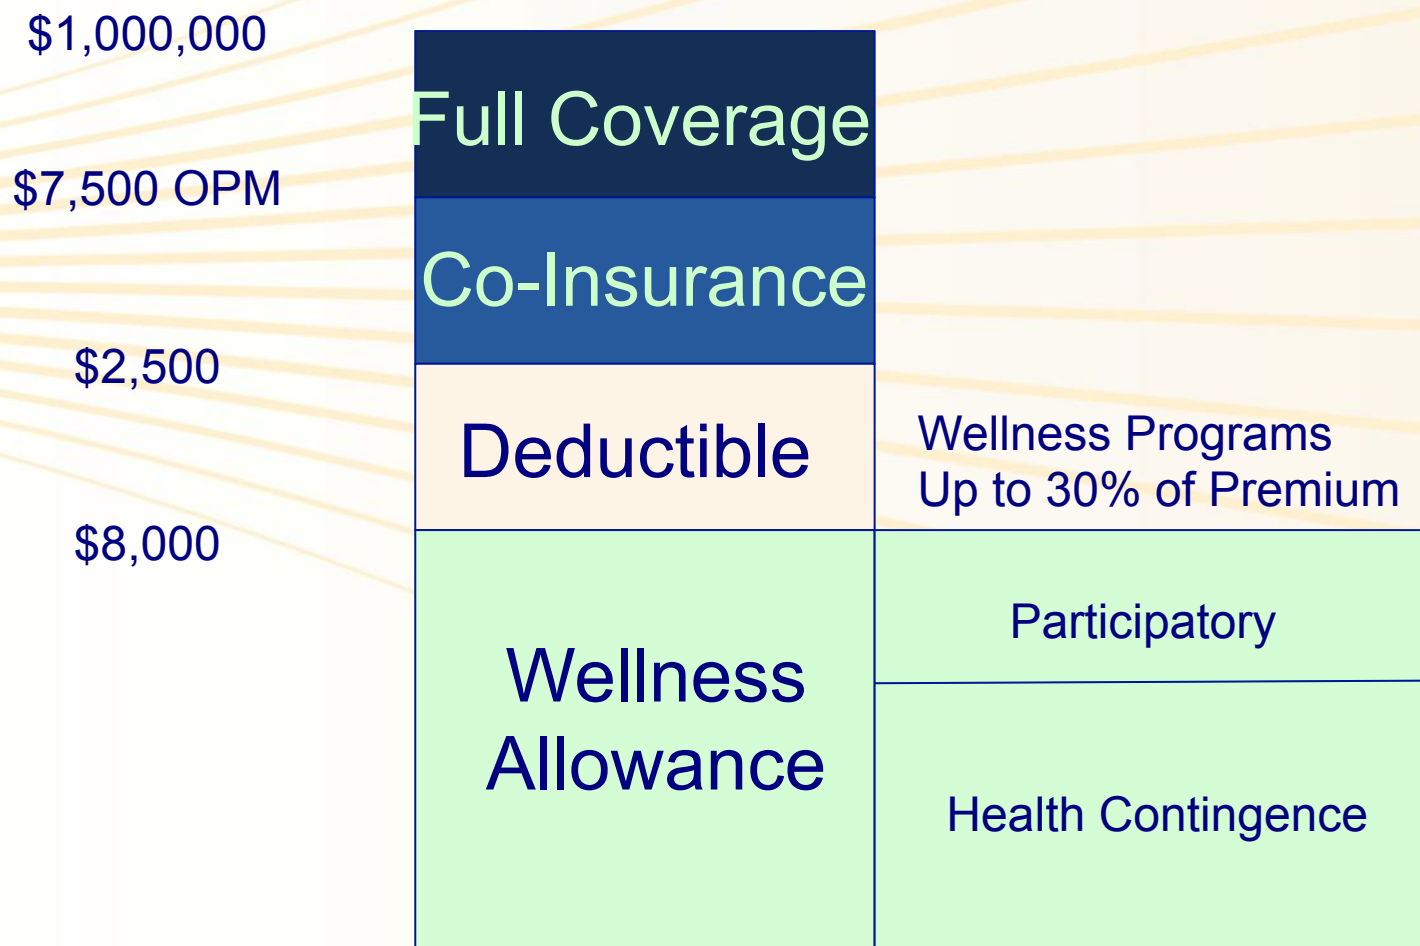 $1,000,000
Full Coverage
$7,500 OPM
Co-Insurance
$2,500
Deductible
Wellness Programs
Up to 30% of Premium
$8,000
Wellness
Allowance
Participatory
Health Contingence